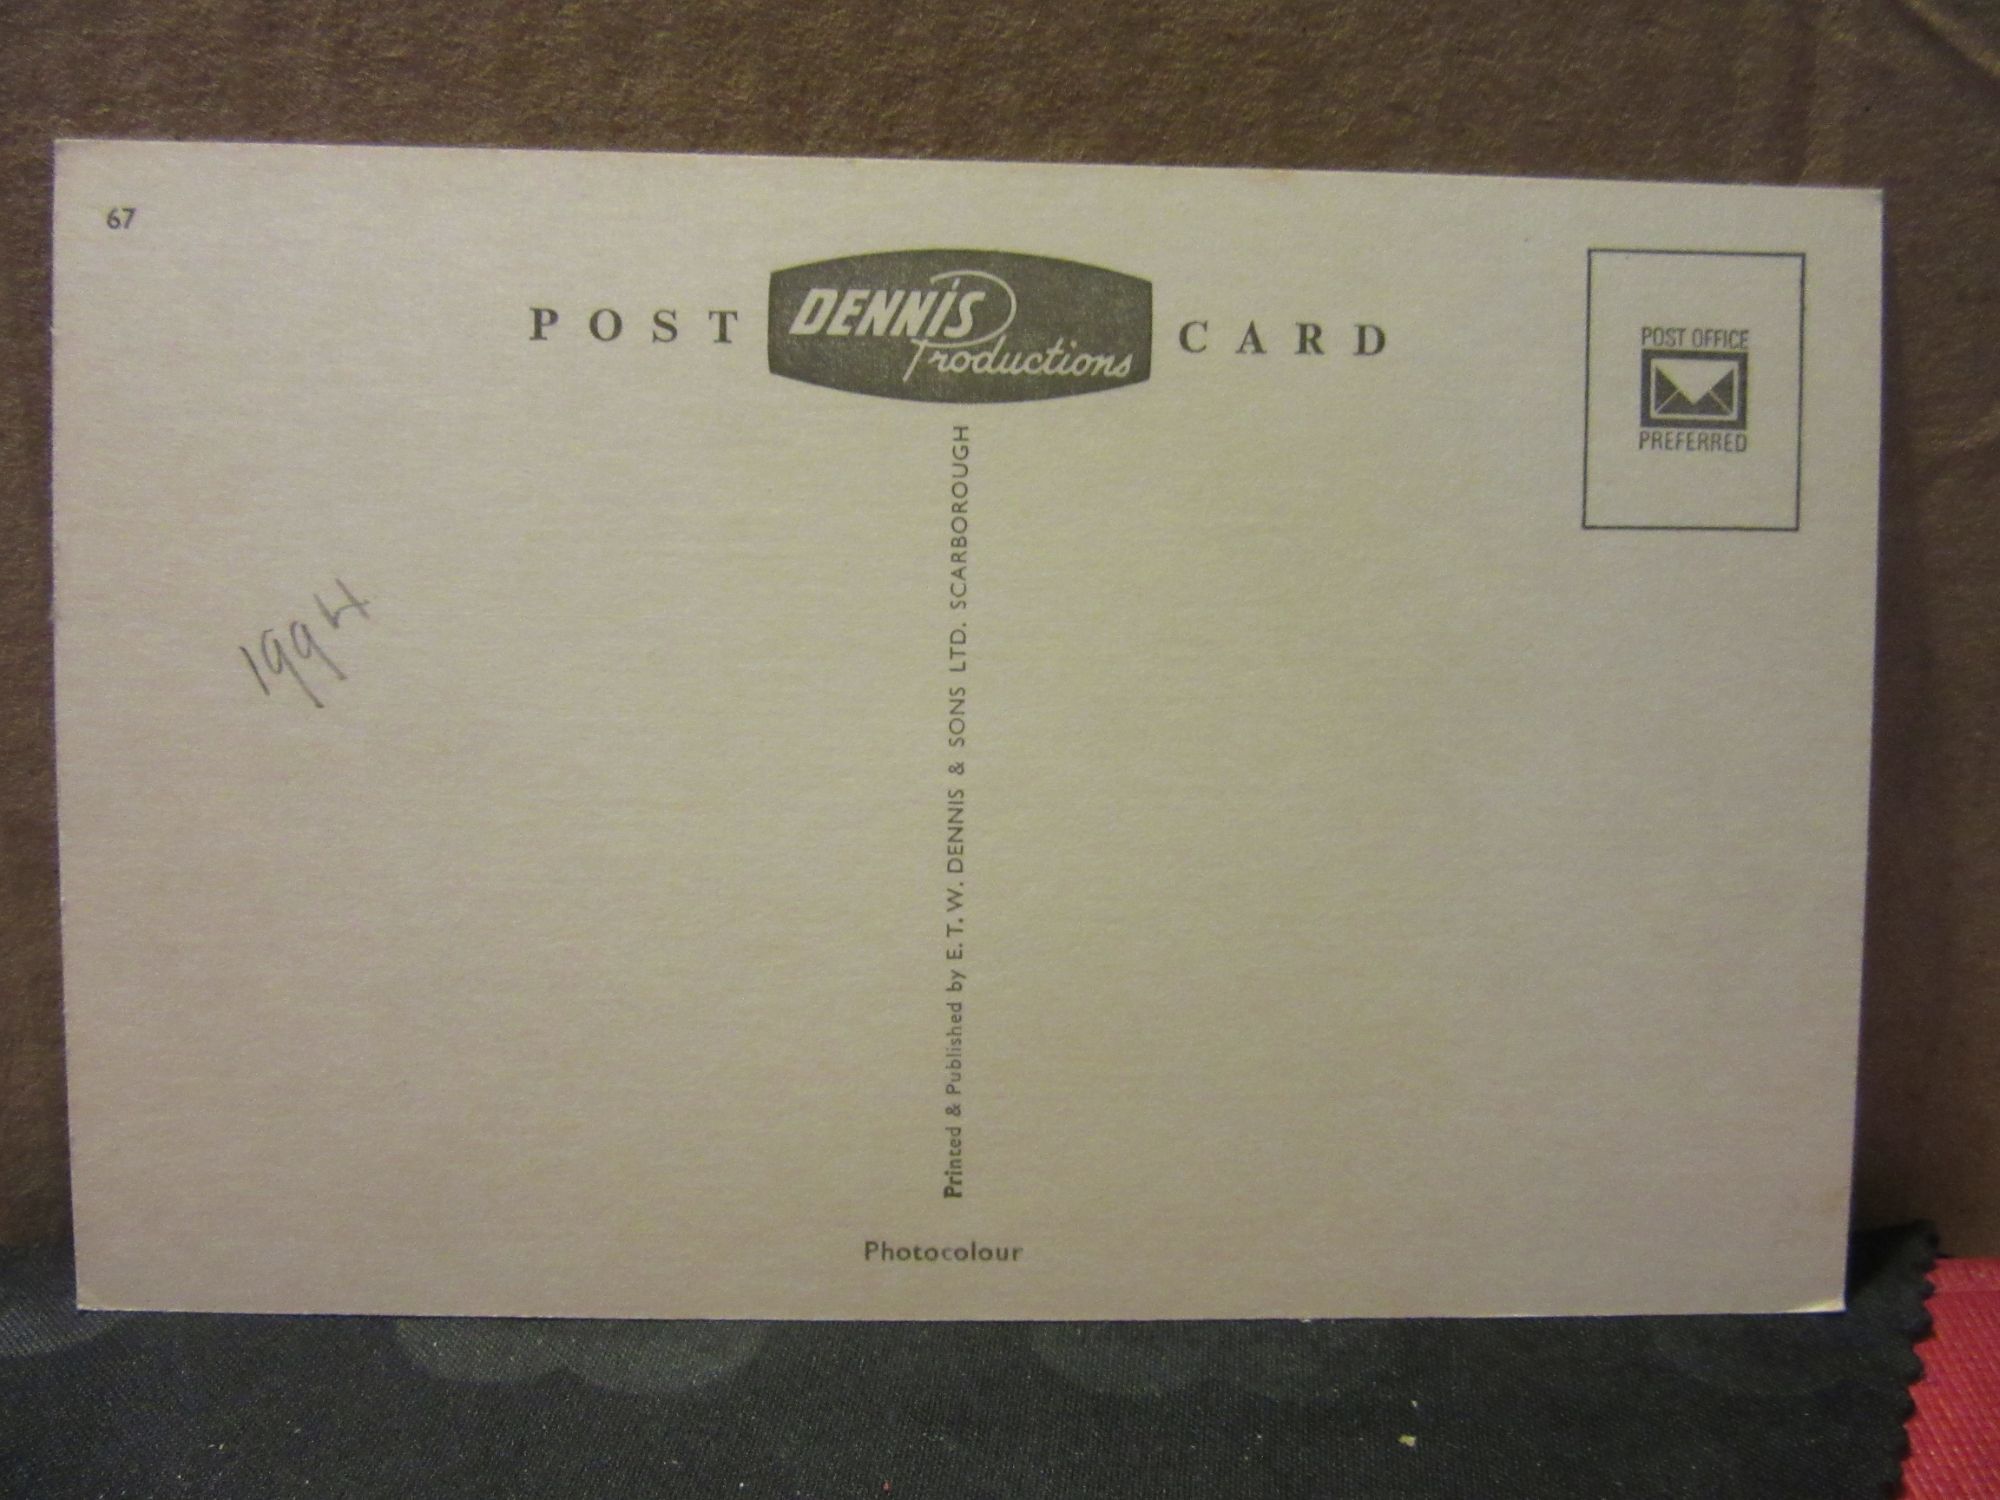 67
POST DENNIS Productions CARD
POST OFFICE
PREFERRED
1994
Printed & Published by E. T. W. DENNIS & SONS LTD. SCARBOROUGH
Photocolour